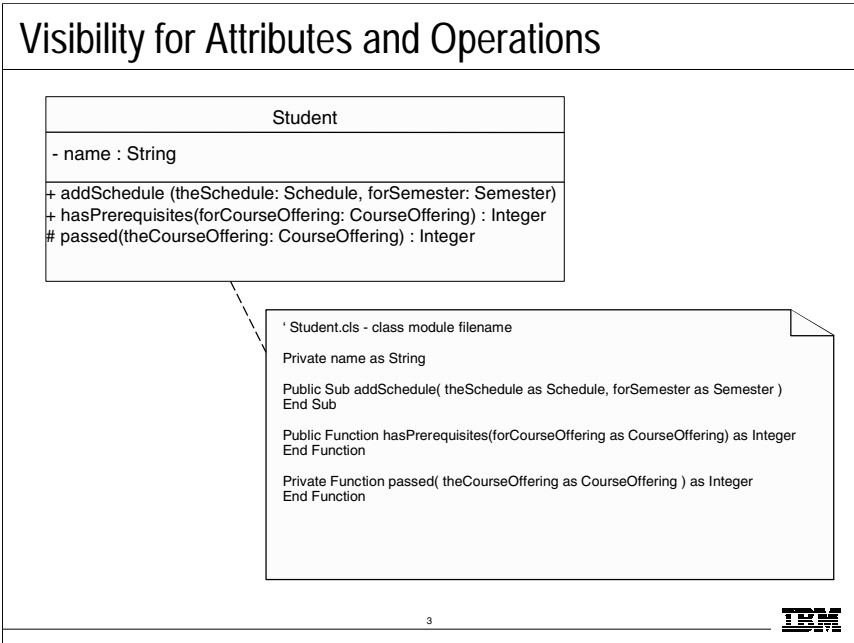 Visibility for Attributes and Operations
Student
- name : String
+ addSchedule (theSchedule: Schedule, forSemester: Semester)
+ hasPrerequisites(forCourseOffering: CourseOffering) : Integer
# passed(theCourseOffering: CourseOffering) : Integer
‘ Student.cls - class module filename
Private name as String
Public Sub addSchedule( theSchedule as Schedule, forSemester as Semester )
End Sub
Public Function hasPrerequisites(forCourseOffering as CourseOffering) as Integer
End Function
Private Function passed( theCourseOffering as CourseOffering ) as Integer
End Function
3
IBM